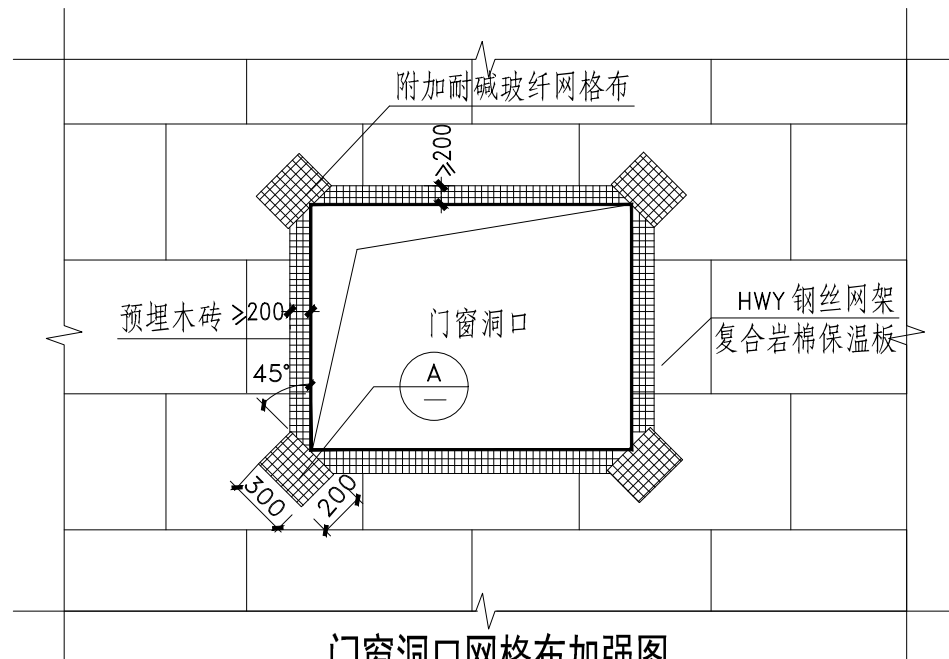 附加耐碱玻纤网格布
≥200
预埋木砖 ≥200
门窗洞口
HWY 钢丝网架
复合岩棉保温板
45°
A
300
200
门窗洞口网格布加强图